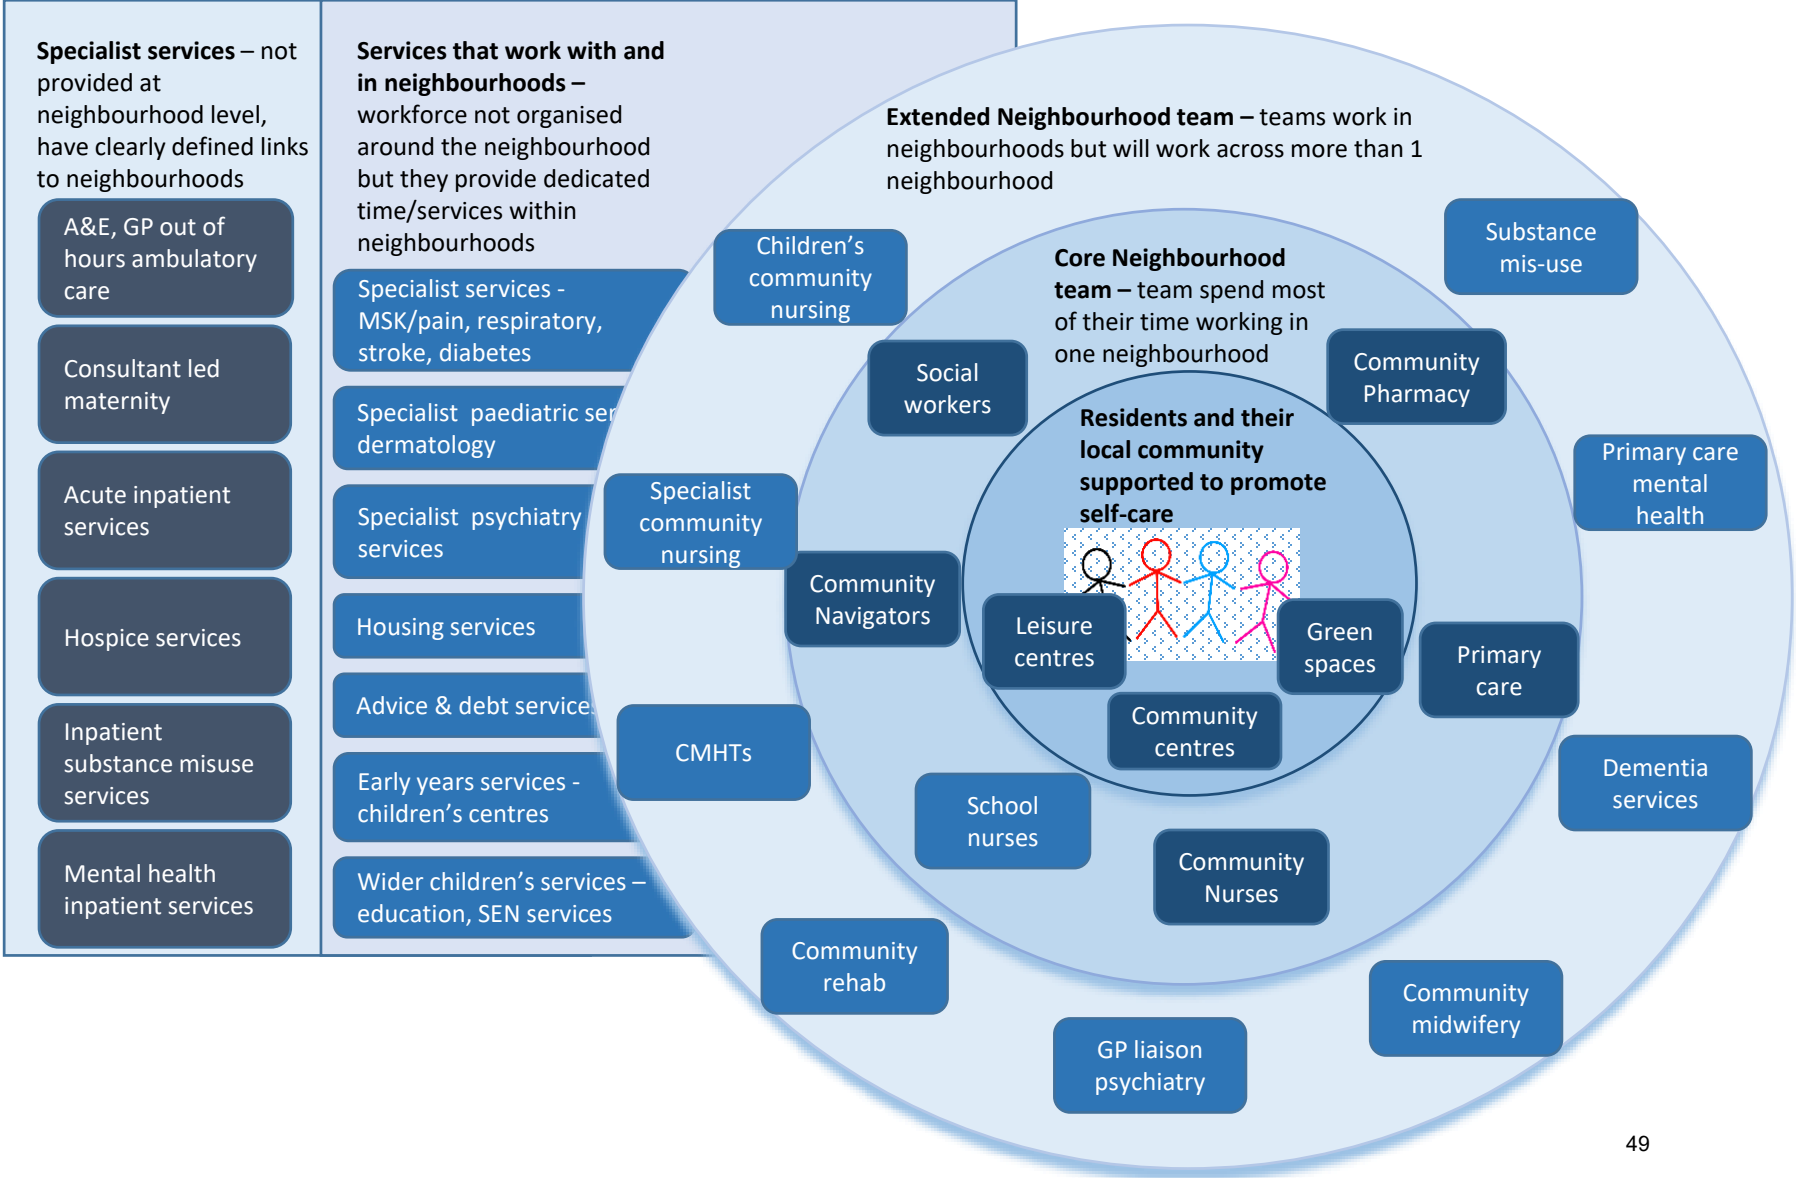 Specialist services – not
provided at
neighbourhood level,
have clearly defined links
to neighbourhoods
A&E, GP out of
hours ambulatory
care
Consultant led
maternity
Acute inpatient
services
Hospice services
Inpatient
substance misuse
services
Mental health
inpatient services
Services that work with and
in neighbourhoods –
workforce not organised
around the neighbourhood
but they provide dedicated
time/services within
neighbourhoods
Specialist services -
MSK/pain, respiratory,
stroke, diabetes
Specialist paediatric
dermatology
Specialist psychiatry
services
Housing services
Advice & debt services
Early years services -
children's centres
Wider children's services –
education, SEN services
Extended Neighbourhood team – teams work in
neighbourhoods but will work across more than 1
neighbourhood
Children's
community
nursing
Substance
mis-use
Specialist
community
nursing
Primary care
mental
health
CMHTs
Dementia
services
Community
rehab
GP liaison
psychiatry
Community
midwifery
Core Neighbourhood
team – team spend most
of their time working in
one neighbourhood
Social
workers
Community
Pharmacy
Community
Navigators
Primary
care
School
nurses
Community
Nurses
Residents and their
local community
supported to promote
self-care
Leisure
centres
Green
spaces
Community
centres
49